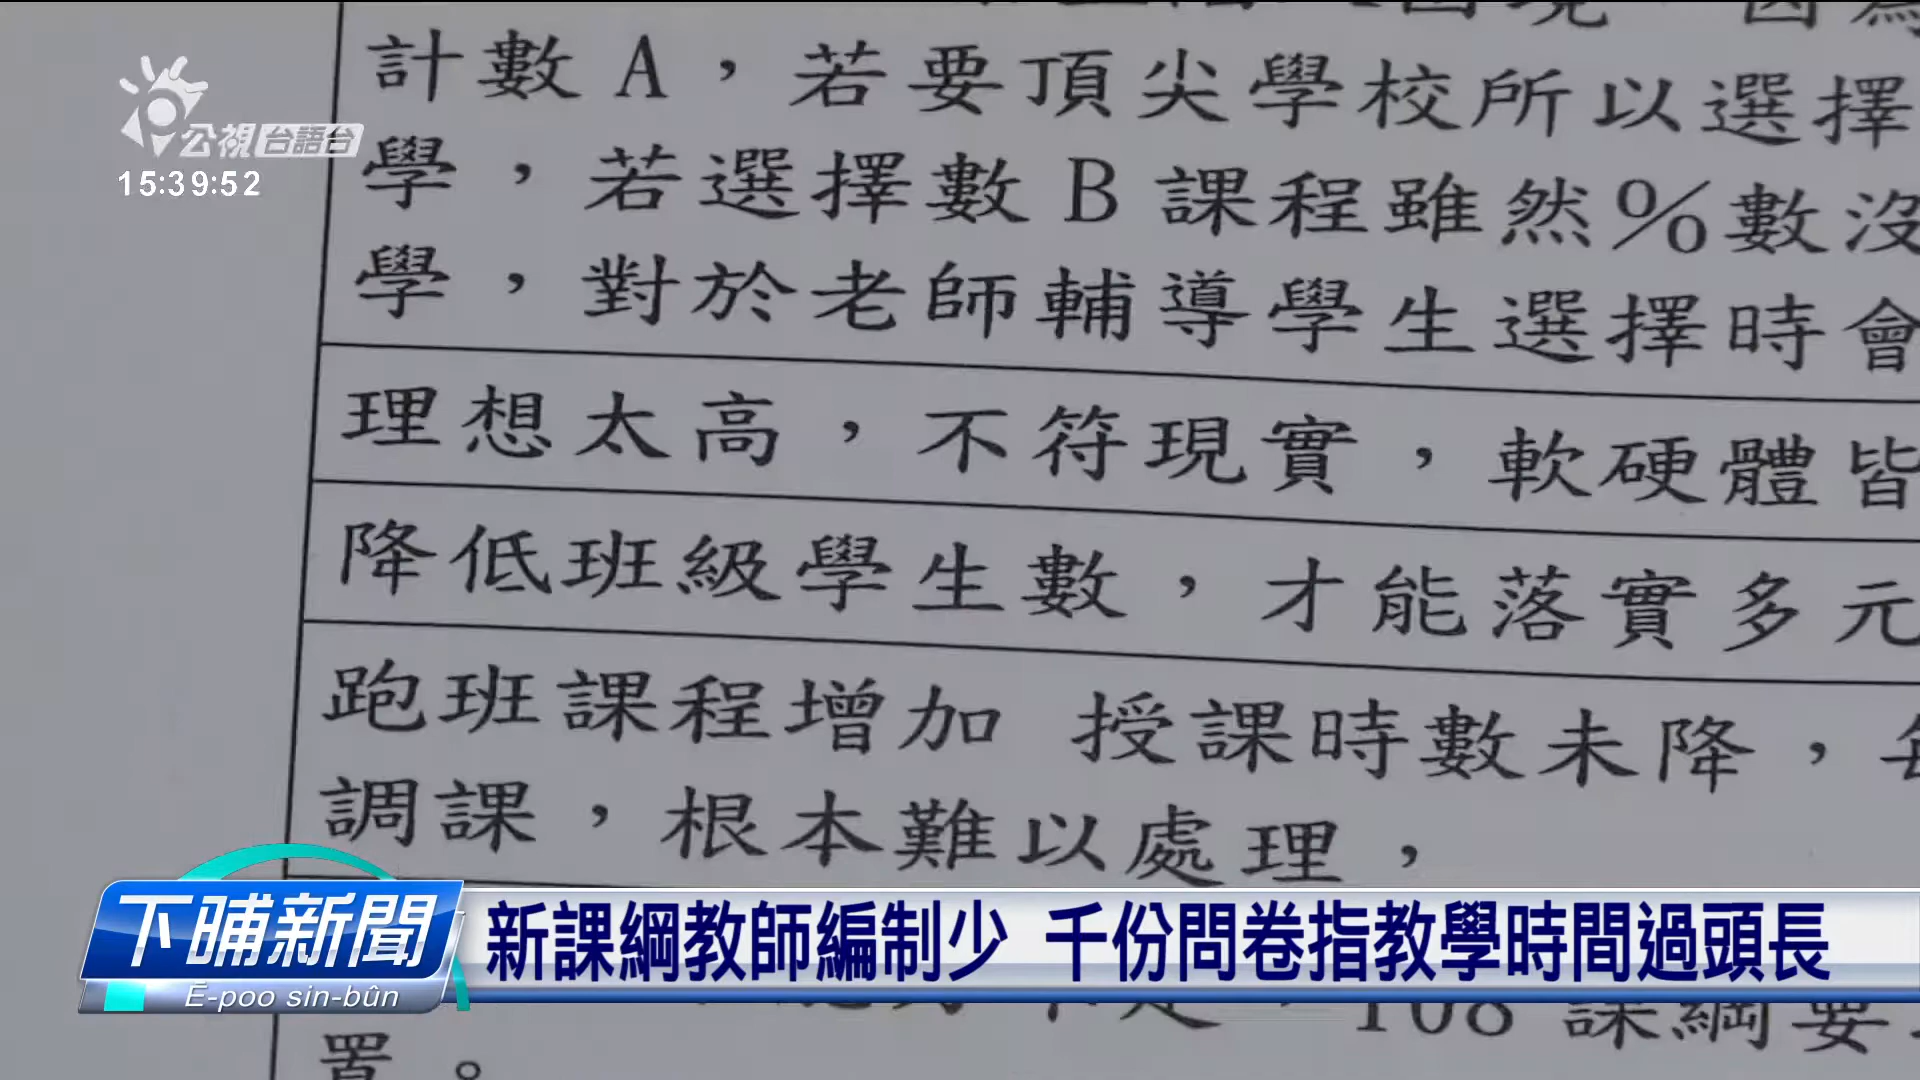 計數A，若要頂尖學校所以選擇
學，若選擇數B課程雖然%數沒
學，對於老師輔導學生選擇時會
理想太高，不符現實，軟硬體皆
降低班級學生數，才能落實多元
跑班課程增加 授課時數未降，每
調課，根本難以處理，
108課綱要
置。
公視台語台
15:39:52
下晡新聞
Ē-poo sin-bûn
新課綱教師編制少 千份問卷指教學時間過頭長